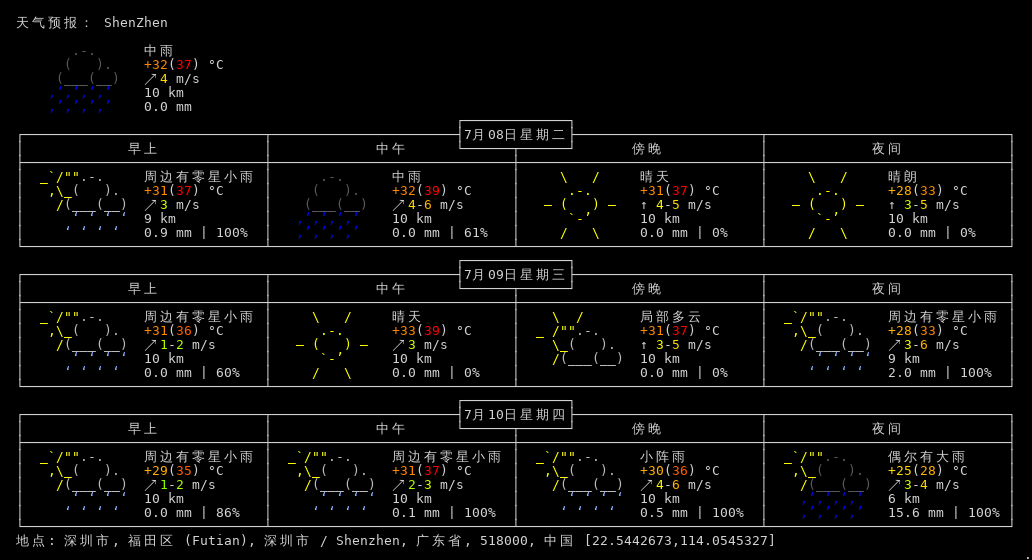 天气预报： ShenZhen
中雨
+32(37) °C
↗4 m/s
10 km
0.0 mm
7月08日星期二
早上 中午 傍晚 夜间
周边有零星小雨 中雨 晴天 晴朗
+31(37) °C +32(39) °C +31(37) °C +28(33) °C
↗3 m/s ↗4-6 m/s ↑ 4-5 m/s ↑ 3-5 m/s
9 km 10 km 10 km 10 km
0.9 mm | 100% 0.0 mm | 61% 0.0 mm | 0% 0.0 mm | 0%
7月09日星期三
早上 中午 傍晚 夜间
周边有零星小雨 晴天 局部多云 周边有零星小雨
+31(36) °C +33(39) °C +31(37) °C +28(33) °C
↗1-2 m/s ↗3 m/s ↑ 3-5 m/s ↗3-6 m/s
10 km 10 km 10 km 9 km
0.0 mm | 60% 0.0 mm | 0% 0.0 mm | 0% 2.0 mm | 100%
7月10日星期四
早上 中午 傍晚 夜间
周边有零星小雨 周边有零星小雨 小阵雨 偶尔有大雨
+29(35) °C +31(37) °C +30(36) °C +25(28) °C
↗1-2 m/s ↗2-3 m/s ↗4-6 m/s ↗3-4 m/s
10 km 10 km 10 km 6 km
0.0 mm | 86% 0.1 mm | 100% 0.5 mm | 100% 15.6 mm | 100%
地点: 深圳市, 福田区 (Futian), 深圳市 / Shenzhen, 广东省, 518000, 中国 [22.5442673,114.0545327]